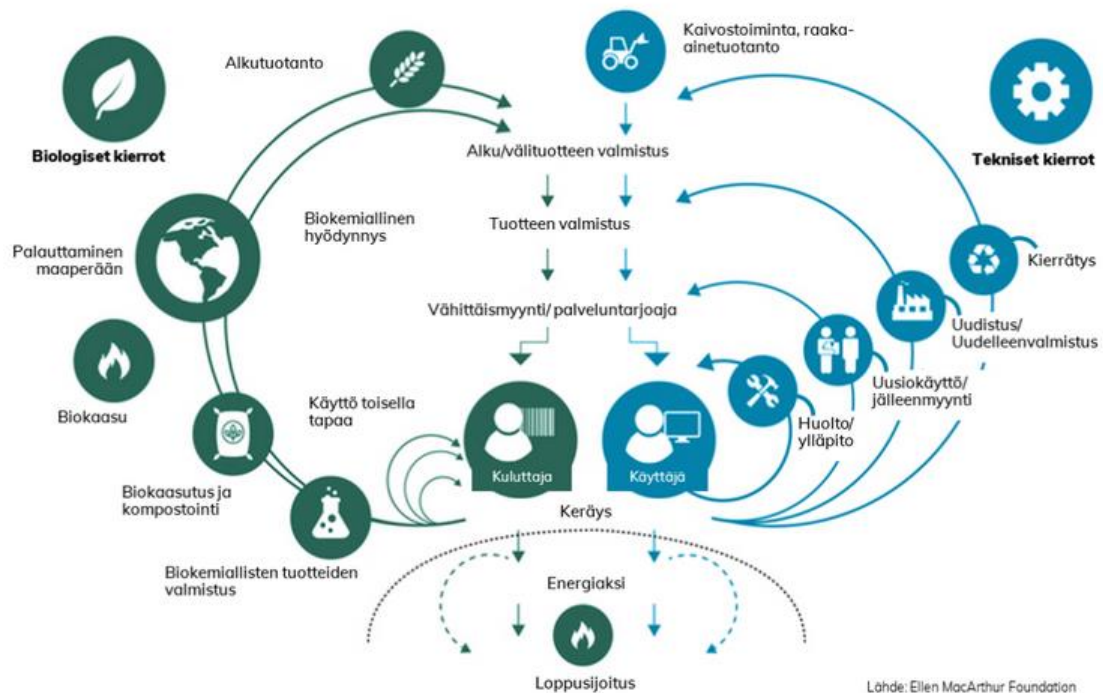 Kaivostoiminta, raaka-
ainetuotanto
Alkutuotanto
Biologiset kierrot
Alku/välituotteen valmistus
Tekniset kierrot
Biokemiallinen
hyödynnys
Tuotteen valmistus
Palauttaminen
maaperään
Kierrätys
Vähittäismyynti/ palveluntarjoaja
Uudistus/
Uudelleenvalmistus
Biokaasu
Käyttö toisella
tapaa
Uusiokäyttö/
jälleenmyynti
Huolto/
ylläpito
Kuluttaja
Käyttäjä
Biokaasutus ja
kompostointi
Keräys
Biokemiallisten tuotteiden
valmistus
Energiaksi
Loppusijoitus
Lähde: Ellen MacArthur Foundation